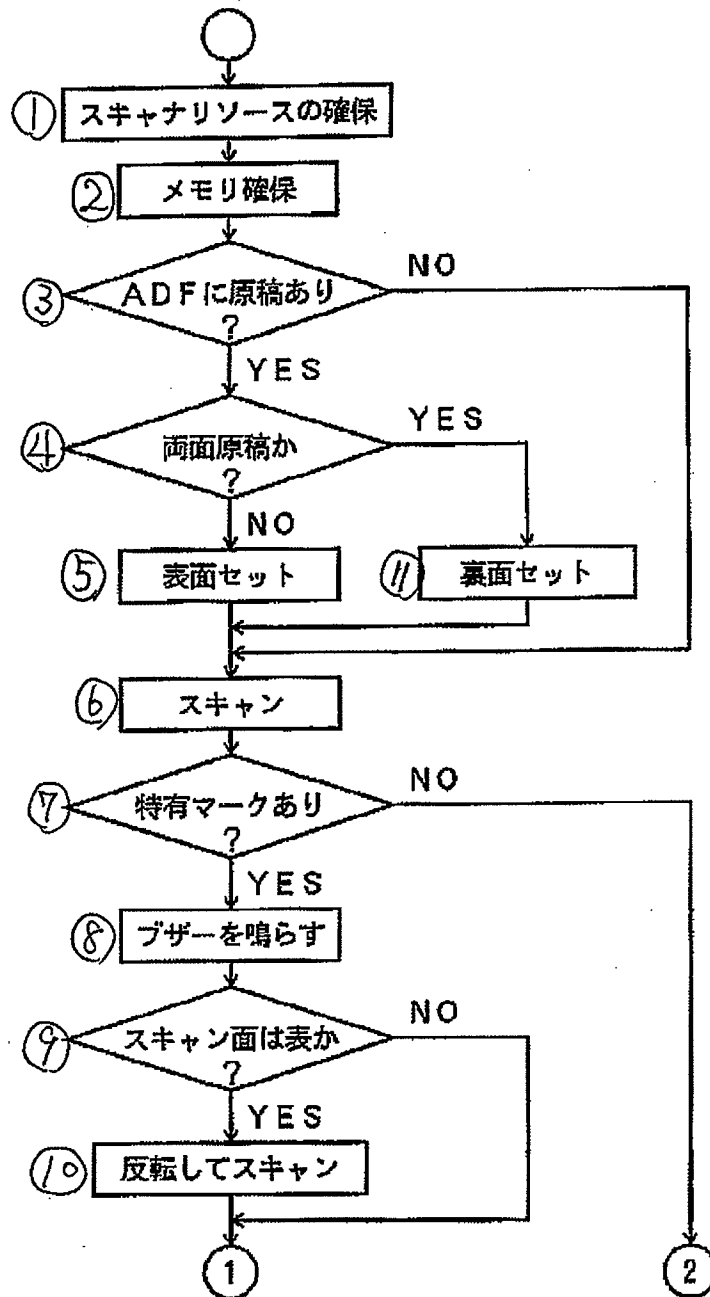 ① スキャナリソースの確保
② メモリ確保
③ ADFに原稿あり
?
NO
YES
④ 両面原稿か
?
YES
NO
⑤ 表面セット
⑪ 裏面セット
⑥ スキャン
⑦ 特有マークあり
?
NO
YES
⑧ ブザーを鳴らす
⑨ スキャン面は表か
?
NO
YES
⑩ 反転してスキャン
1
2